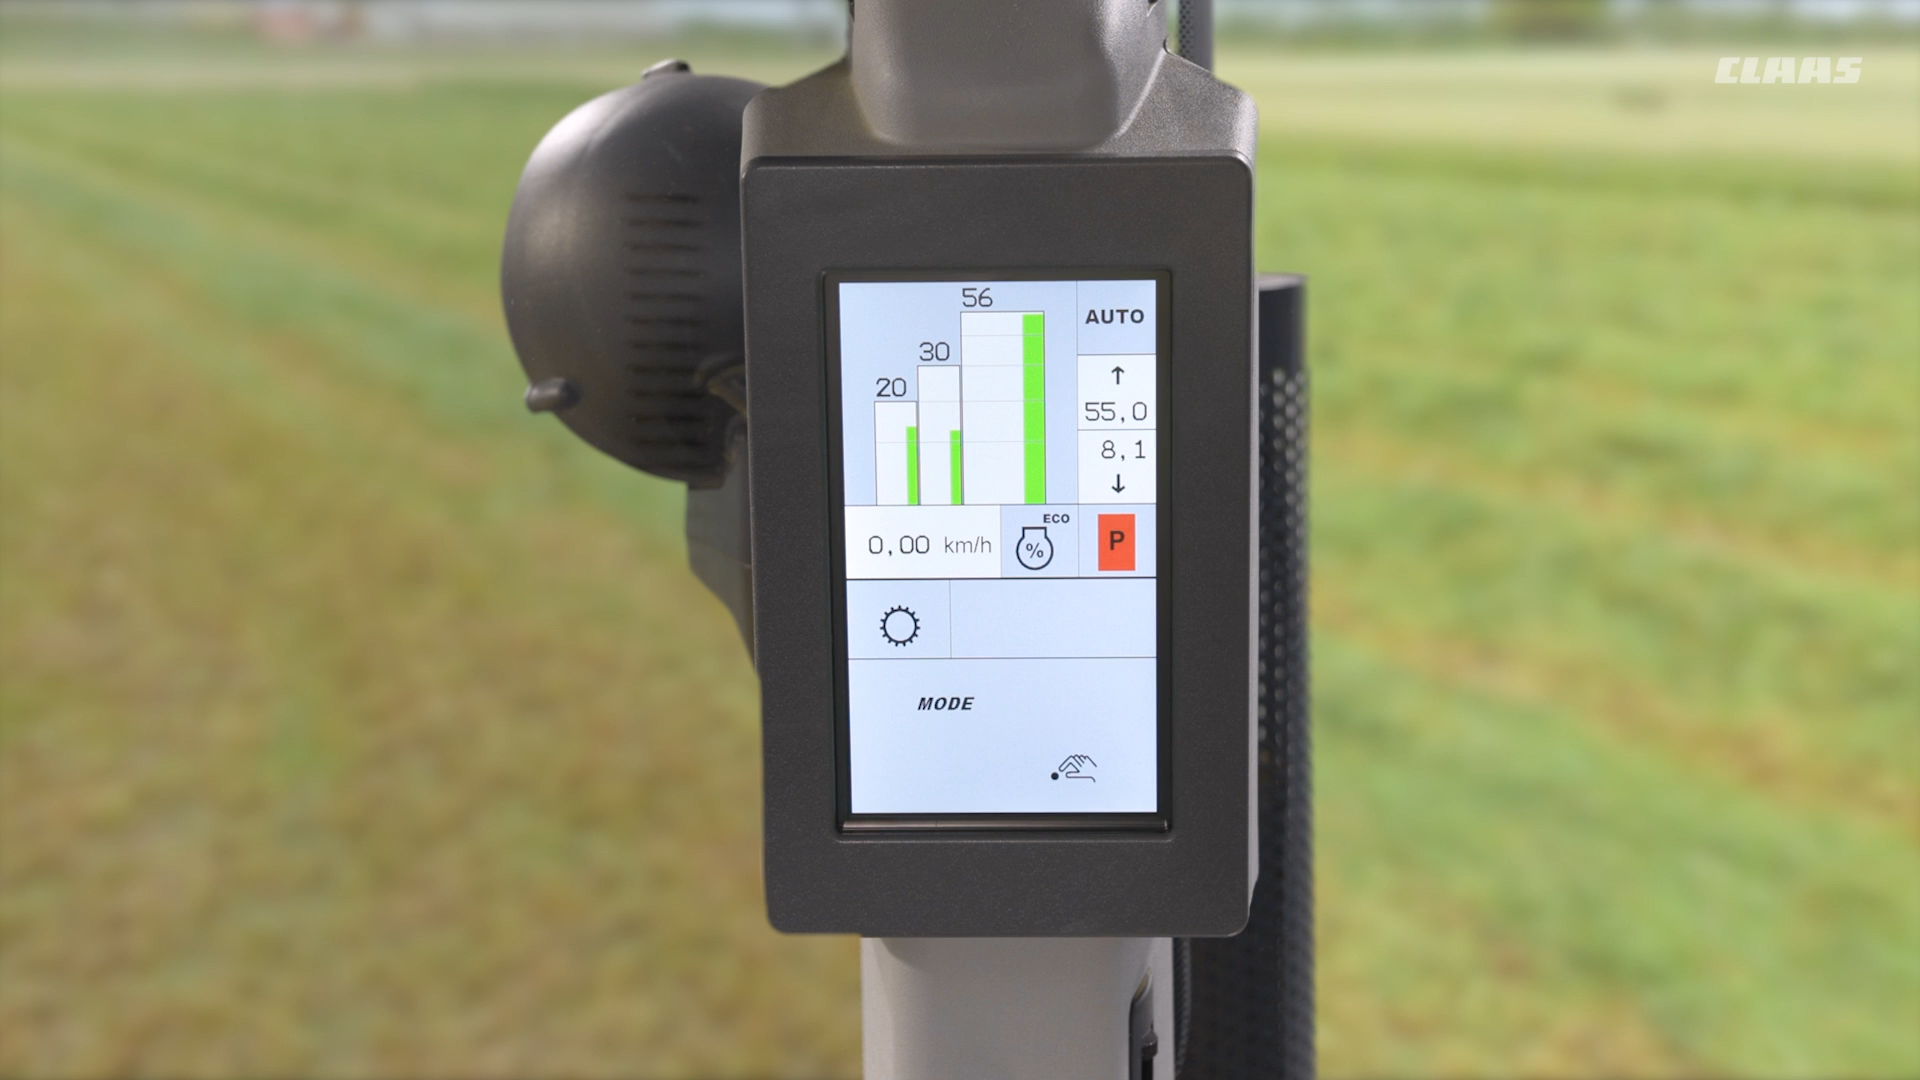 CLAAS
56
AUTO
30
20
↑
55,0
8,1
↓
ECO
0,00 km/h
%
P
MODE